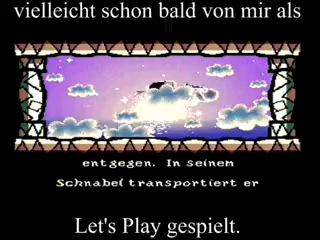 vielleicht schon bald von mir als
entgegen. In seinem
Schnabel transportiert er
Let's Play gespielt.